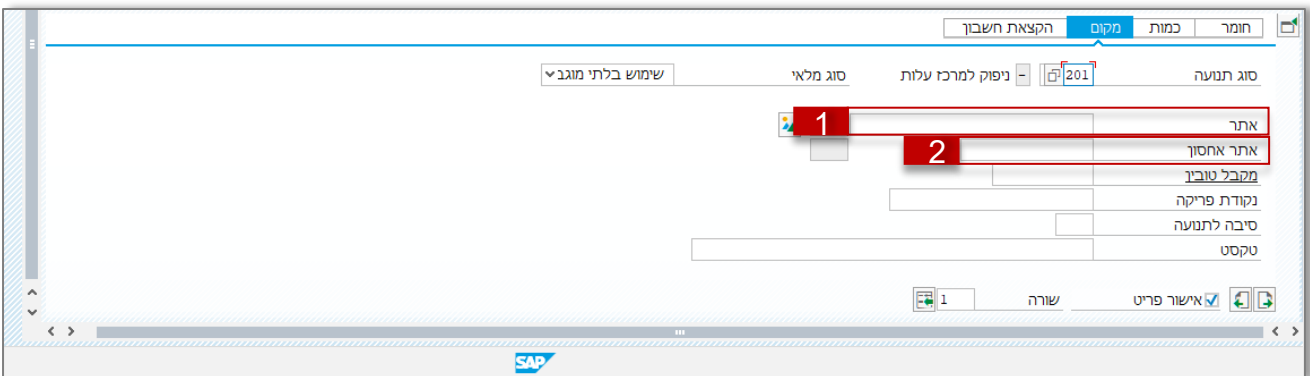 חומר כמות מקום הקצאת חשבון
סוג תנועה 201 - ניפוק למרכז עלות סוג מלאי שימוש בלתי מוגב
אתר 1
אתר אחסון 2
מקבל טובין
נקודת פריקה
סיבה לתנועה
טקסט
אישור פריט שורה 1
SAP